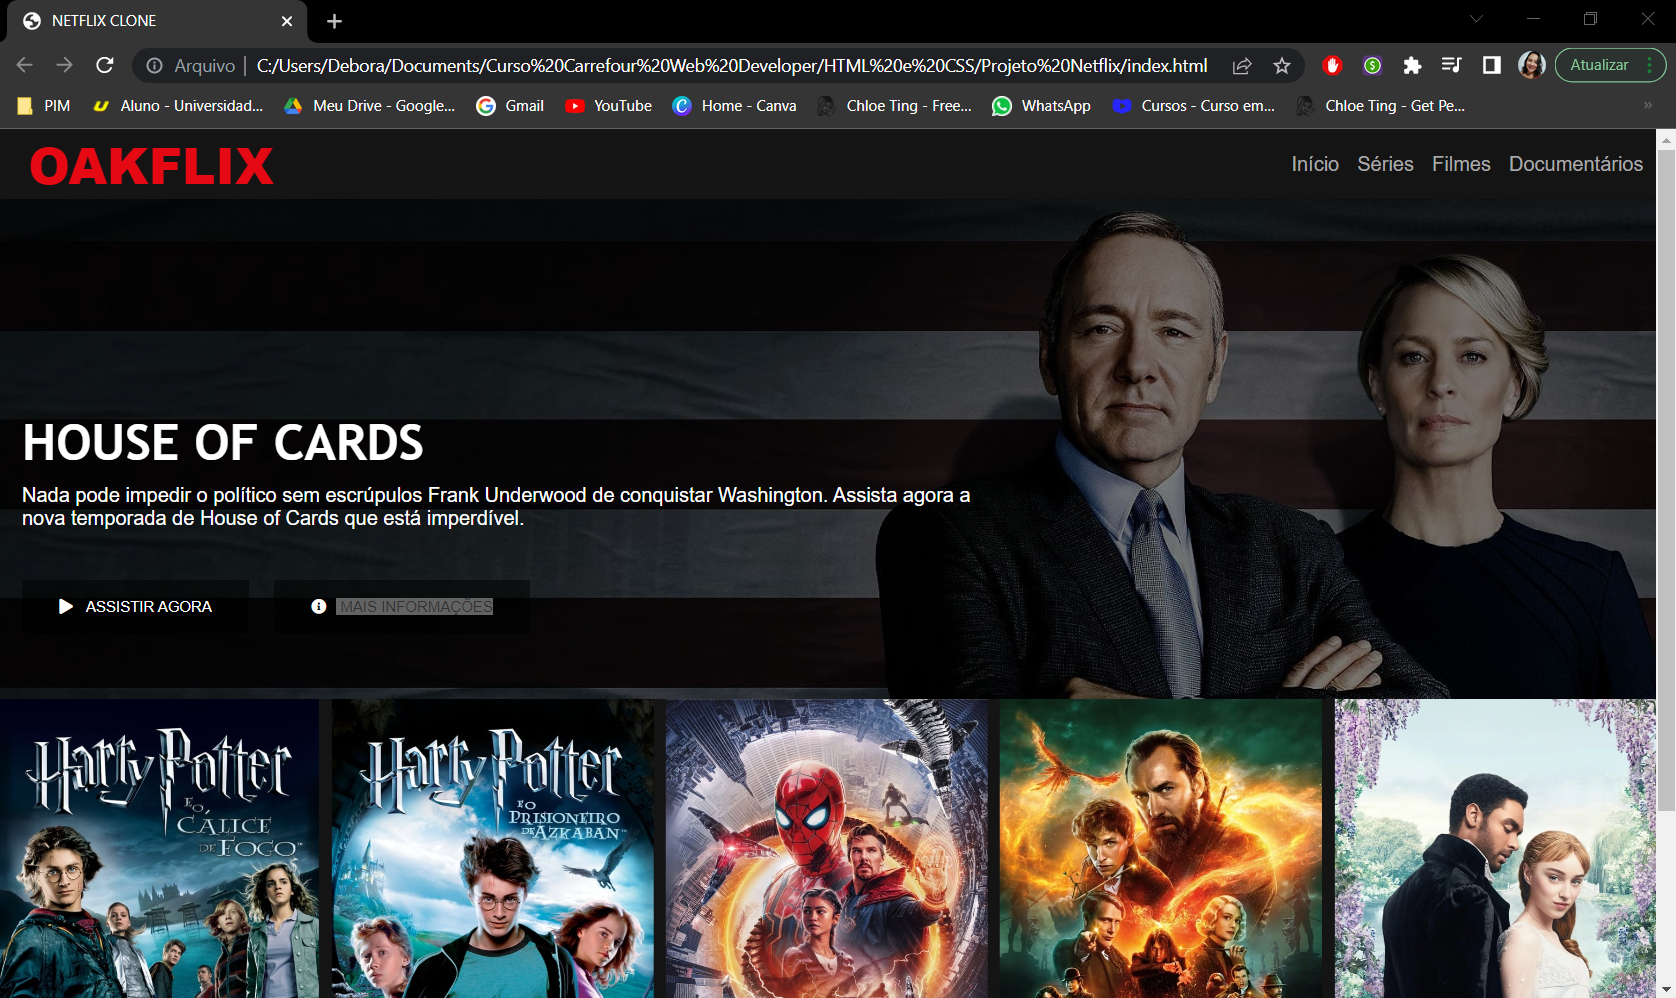 NETFLIX CLONE
Arquivo | C:/Users/Debora/Documents/Curso%20Carrefour%20Web%20Developer/HTML%20e%20CSS/Projeto%20Netflix/index.html
Atualizar
PIM
Aluno - Universidad...
Meu Drive - Google...
Gmail
YouTube
Home - Canva
Chloe Ting - Free...
WhatsApp
Cursos - Curso em...
Chloe Ting - Get Pe...
OAKFLIX
Início Séries Filmes Documentários
HOUSE OF CARDS
Nada pode impedir o político sem escrúpulos Frank Underwood de conquistar Washington. Assista agora a
nova temporada de House of Cards que está imperdível.
ASSISTIR AGORA
MAIS INFORMAÇÕES
Harry Potter
E O
CÁLICE
DE FOGO™
Harry Potter
E O
PRISIONEIRO
DE AZKABAN™